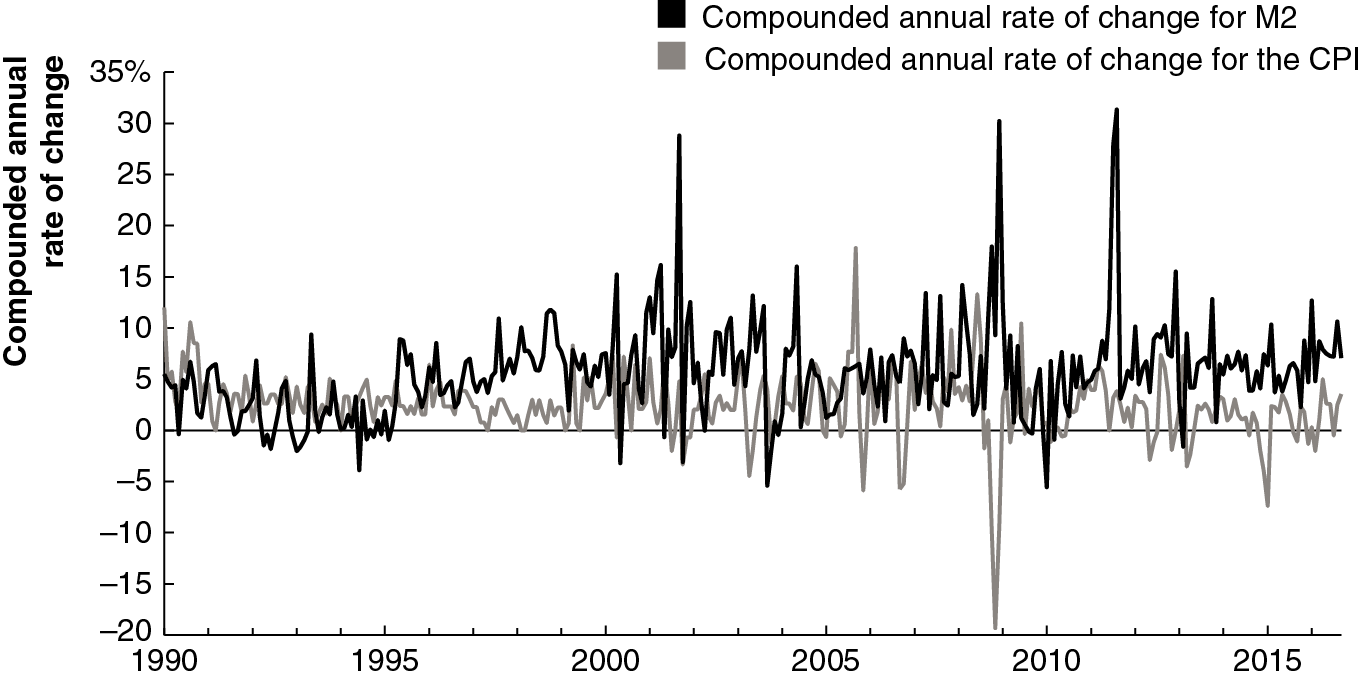 Compounded annual rate of change for M2
Compounded annual rate of change for the CPI
Compounded annual
rate of change
35%
30
25
20
15
10
5
0
–5
–10
–15
–20
1990 1995 2000 2005 2010 2015